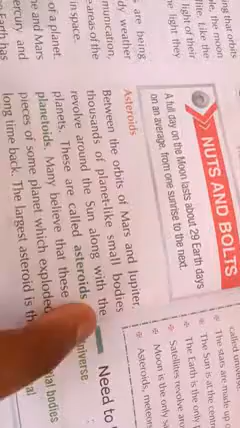 ing that orbits
ole, the moon
llite. Like the
light of their
he light they
NUTS AND BOLTS
A full day on the Moon lasts about 29 Earth days
on an average, from one sunrise to the next.
are being
dy weather
munication,
e areas of the
in space.
of a planet.
ne and Mars
ercury and
Earth has
Asteroids
Between the orbits of Mars and Jupiter,
thousands of planet-like small bodies
revolve around the Sun along with the
planets. These are called asteroids
planetoids. Many believe that these
pieces of some planet which exploded
long time back. The largest asteroid is th
called universe
The stars are made up o
The Sun is at the centr
The Earth is the only
Satellites revolve aro
Moon is the only sa
Asteroids, meteors
Need to
universe
ial bodies
al